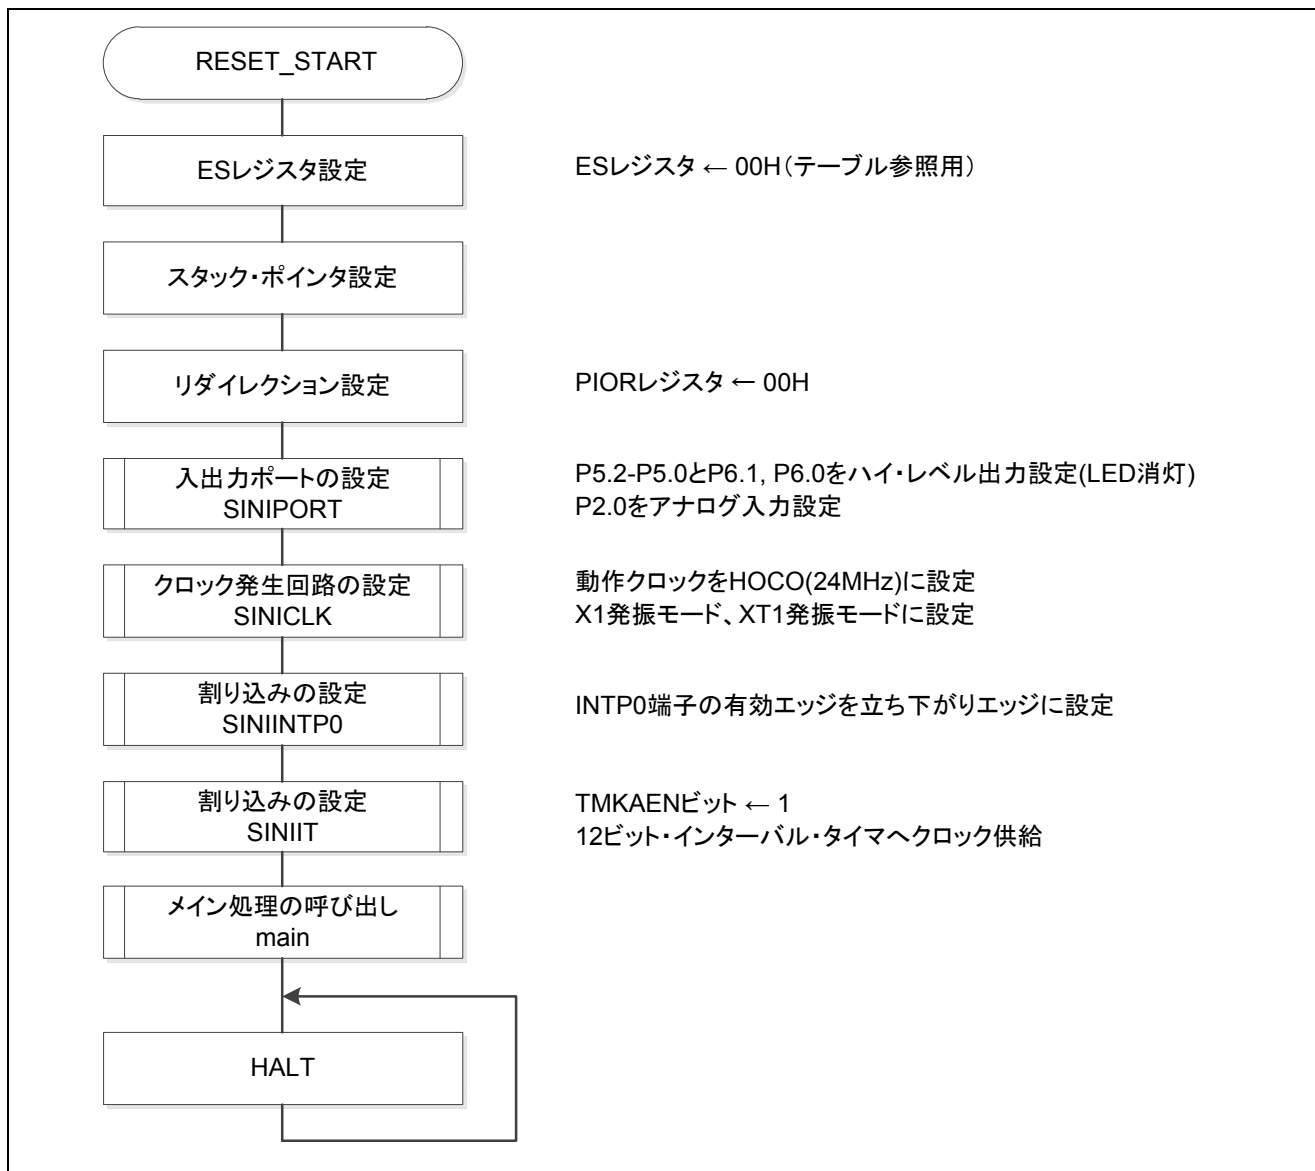 RESET_START
ESレジスタ設定
ESレジスタ ← 00H(テーブル参照用)
スタック・ポインタ設定
リダイレクション設定
PIORレジスタ ← 00H
入出力ポートの設定
SINIPORT
P5.2-P5.0とP6.1, P6.0をハイ・レベル出力設定(LED消灯)
P2.0をアナログ入力設定
クロック発生回路の設定
SINICLK
動作クロックをHOCO(24MHz)に設定
X1発振モード、XT1発振モードに設定
割り込みの設定
SINIINTP0
INTP0端子の有効エッジを立ち下がりエッジに設定
割り込みの設定
SINIIT
TMKAENビット ← 1
12ビット・インターバル・タイマへクロック供給
メイン処理の呼び出し
main
HALT